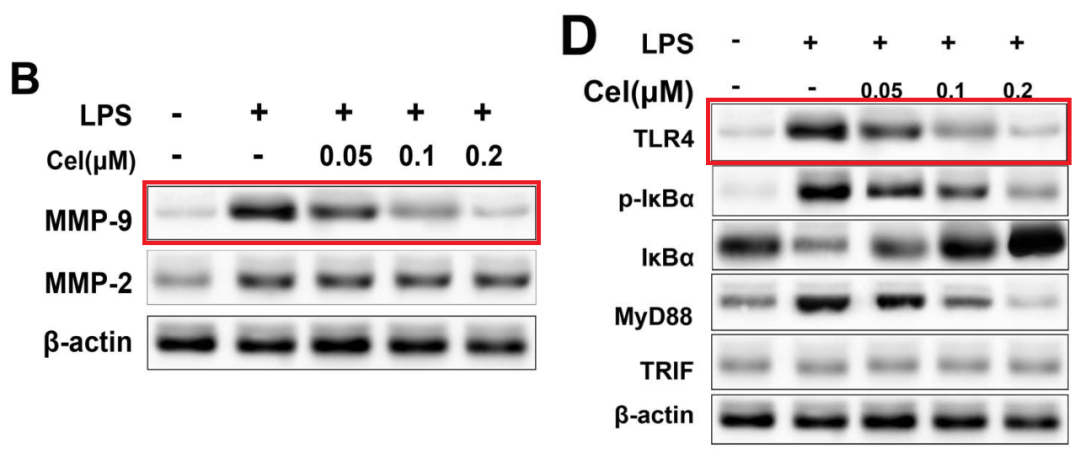 B
LPS - + + + +
Cel(μM) - - 0.05 0.1 0.2
MMP-9
MMP-2
β-actin
D
LPS - + + + +
Cel(μM) - - 0.05 0.1 0.2
TLR4
p-IκBα
IκBα
MyD88
TRIF
β-actin